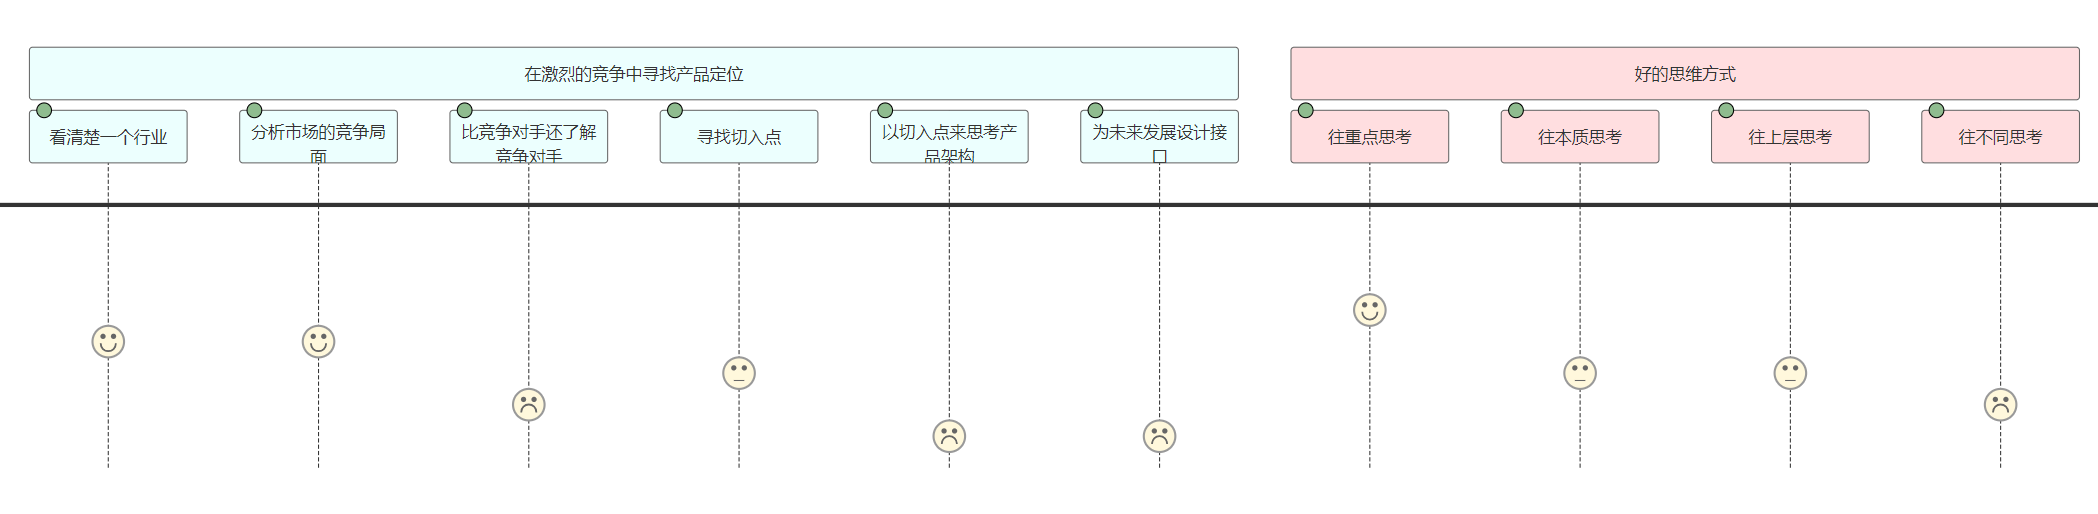 在激烈的竞争中寻找产品定位
好的思维方式
看清楚一个行业
分析市场的竞争局
面
比竞争对手还了解
竞争对手
寻找切入点
以切入点来思考产
品架构
为未来发展设计接
口
往重点思考
往本质思考
往上层思考
往不同思考